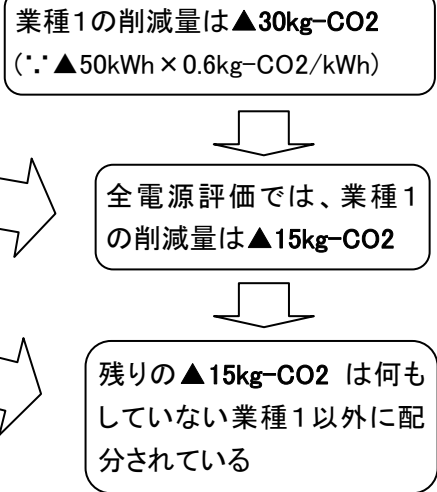 業種1の削減量は▲30kg-CO2
(∵▲50kWh×0.6kg-CO2/kWh)
全電源評価では、業種1
の削減量は▲15kg-CO2
残りの▲15kg-CO2 は何も
していない業種1以外に配
分されている